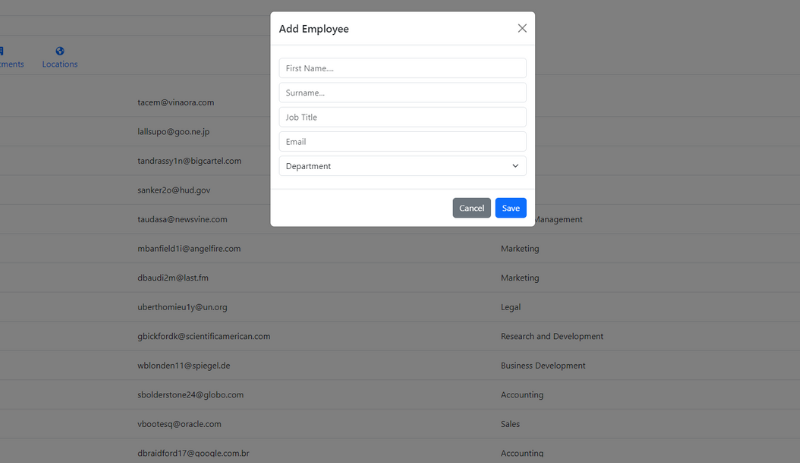 Add Employee
First Name...
Surname...
Job Title
Email
Department
Cancel Save
Locations
tacem@vinaora.com
lallsupo@goo.ne.jp
tandrassy1n@bigcartel.com
sanker2o@hud.gov
taudasa@newsvine.com Management
mbanfield1i@angelfire.com Marketing
dbaudi2m@last.fm Marketing
uberthomieu1y@un.org Legal
gbickfordk@scientificamerican.com Research and Development
wblonden11@spiegel.de Business Development
sbolderstone24@globo.com Accounting
vbootesq@oracle.com Sales
dbraidford17@google.com.br Accounting